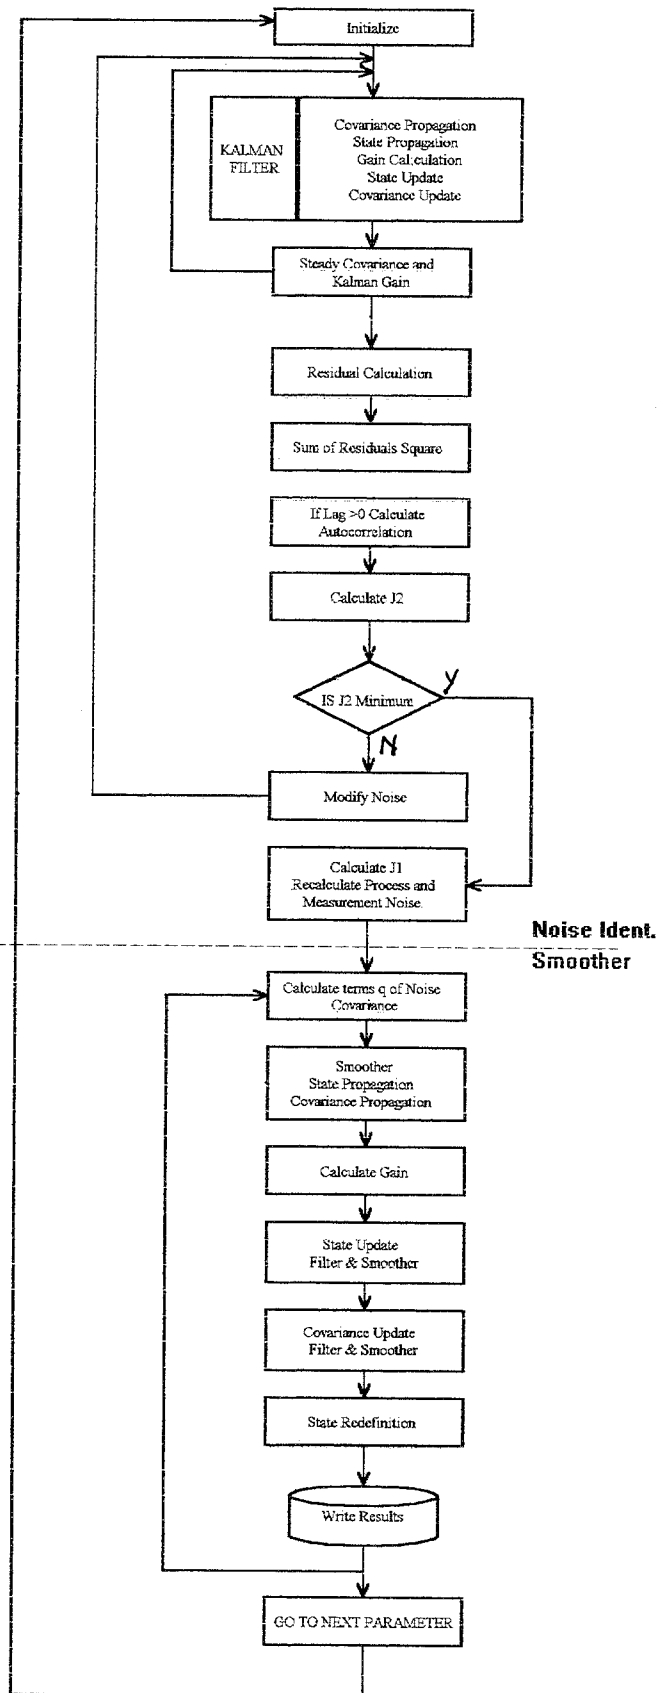 Initialize
KALMAN
FILTER
Covariance Propagation
State Propagation
Gain Cal;culation
State Update
Covariance Update
Steady Covariance and
Kalman Gain
Residual Calculation
Sum of Residuals Square
If Lag >0 Calculate
Autocorrelation
Calculate J2
IS J2 Minimum
Y
N
Modify Noise
Calculate J1
Recalculate Process and
Measurement Noise.
Noise Ident.
Smoother
Calculate terms q of Noise
Covariance
Smoother
State Propagation
Covariance Propagation
Calculate Gain
State Update
Filter & Smoother
Covariance Update
Filter & Smoother
State Redefinition
Write Results
GO TO NEXT PARAMETER